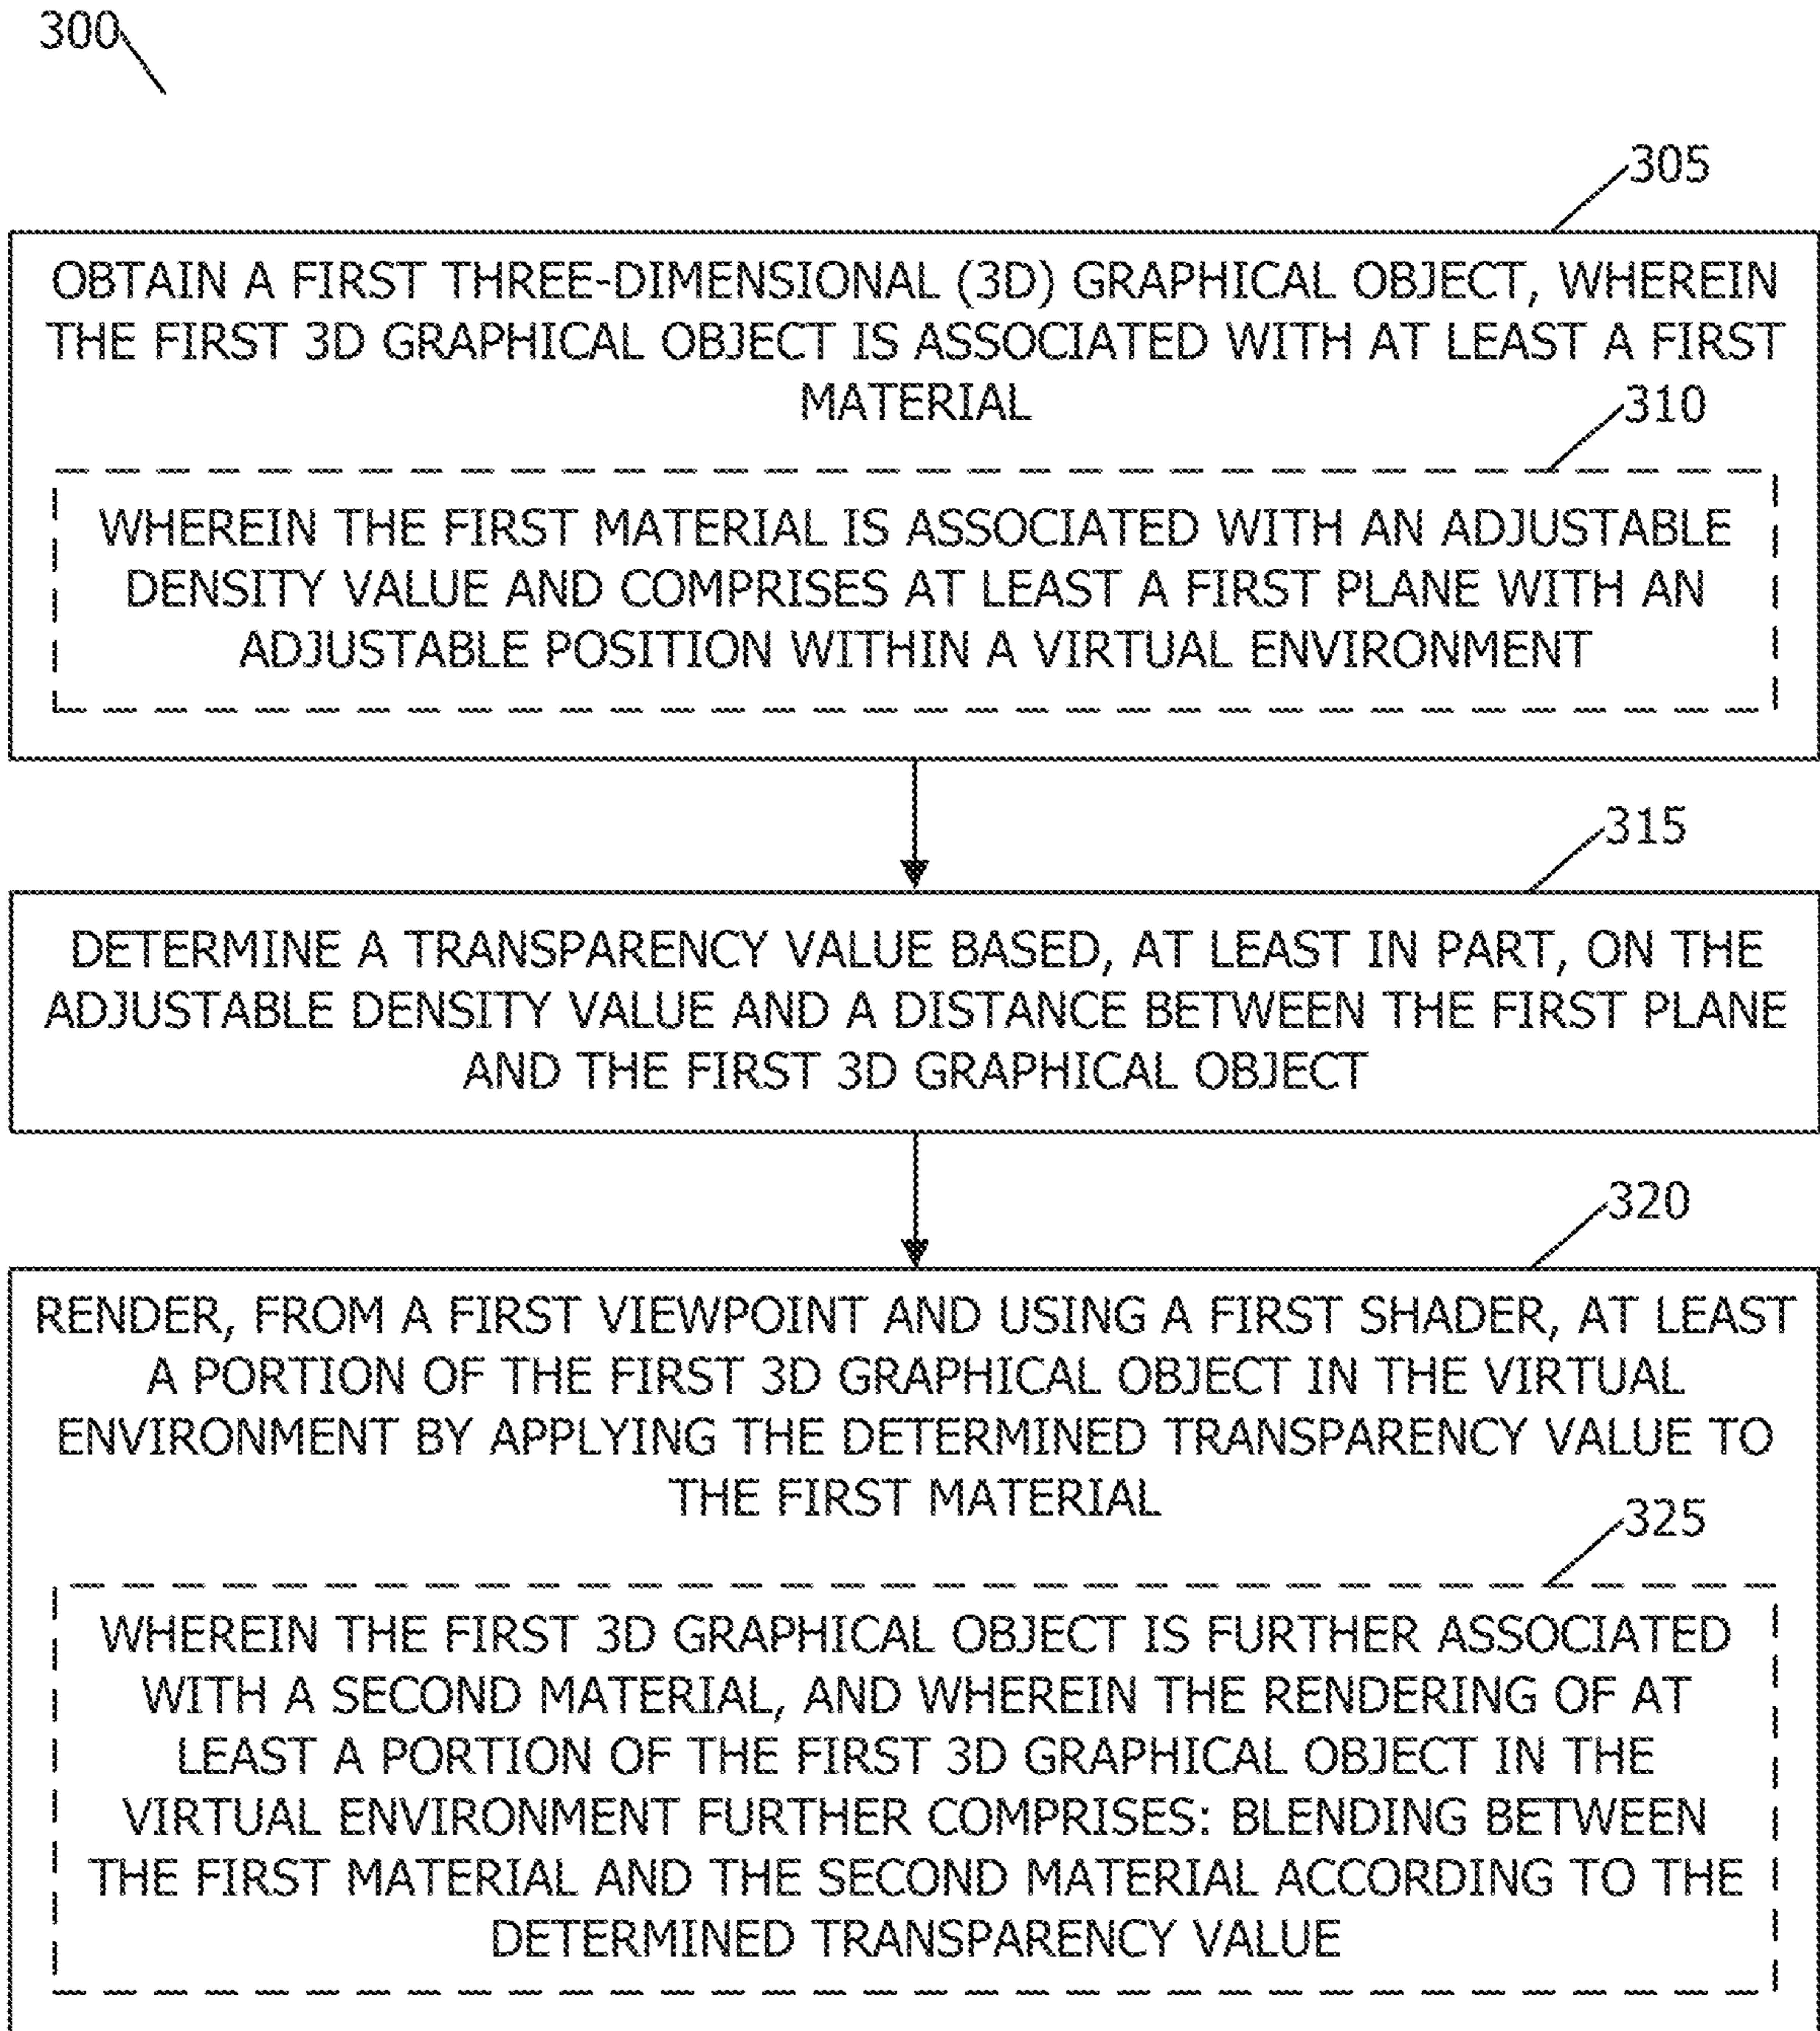 300
305
OBTAIN A FIRST THREE-DIMENSIONAL (3D) GRAPHICAL OBJECT, WHEREIN
THE FIRST 3D GRAPHICAL OBJECT IS ASSOCIATED WITH AT LEAST A FIRST
MATERIAL
310
WHEREIN THE FIRST MATERIAL IS ASSOCIATED WITH AN ADJUSTABLE
DENSITY VALUE AND COMPRISES AT LEAST A FIRST PLANE WITH AN
ADJUSTABLE POSITION WITHIN A VIRTUAL ENVIRONMENT
315
DETERMINE A TRANSPARENCY VALUE BASED, AT LEAST IN PART, ON THE
ADJUSTABLE DENSITY VALUE AND A DISTANCE BETWEEN THE FIRST PLANE
AND THE FIRST 3D GRAPHICAL OBJECT
320
RENDER, FROM A FIRST VIEWPOINT AND USING A FIRST SHADER, AT LEAST
A PORTION OF THE FIRST 3D GRAPHICAL OBJECT IN THE VIRTUAL
ENVIRONMENT BY APPLYING THE DETERMINED TRANSPARENCY VALUE TO
THE FIRST MATERIAL
325
WHEREIN THE FIRST 3D GRAPHICAL OBJECT IS FURTHER ASSOCIATED
WITH A SECOND MATERIAL, AND WHEREIN THE RENDERING OF AT
LEAST A PORTION OF THE FIRST 3D GRAPHICAL OBJECT IN THE
VIRTUAL ENVIRONMENT FURTHER COMPRISES: BLENDING BETWEEN
THE FIRST MATERIAL AND THE SECOND MATERIAL ACCORDING TO THE
DETERMINED TRANSPARENCY VALUE